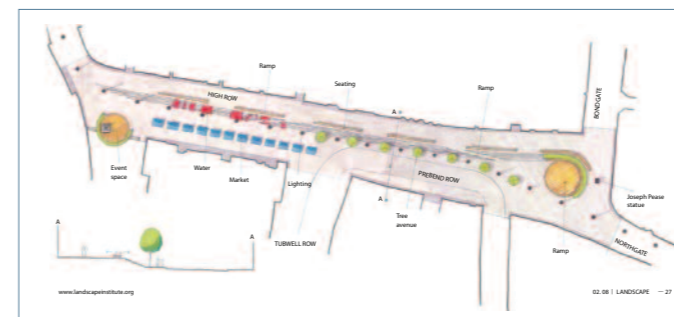 Ramp
Seating
Ramp
A
HIGH ROW
BONDGATE
Event
space
Water
Market
Lighting
TUBWELL ROW
A
Tree
avenue
PREBEND ROW
Joseph Pease
statue
Ramp
NORTHGATE
A
A
www.landscapeinstitute.org
02. 08 | LANDSCAPE — 27